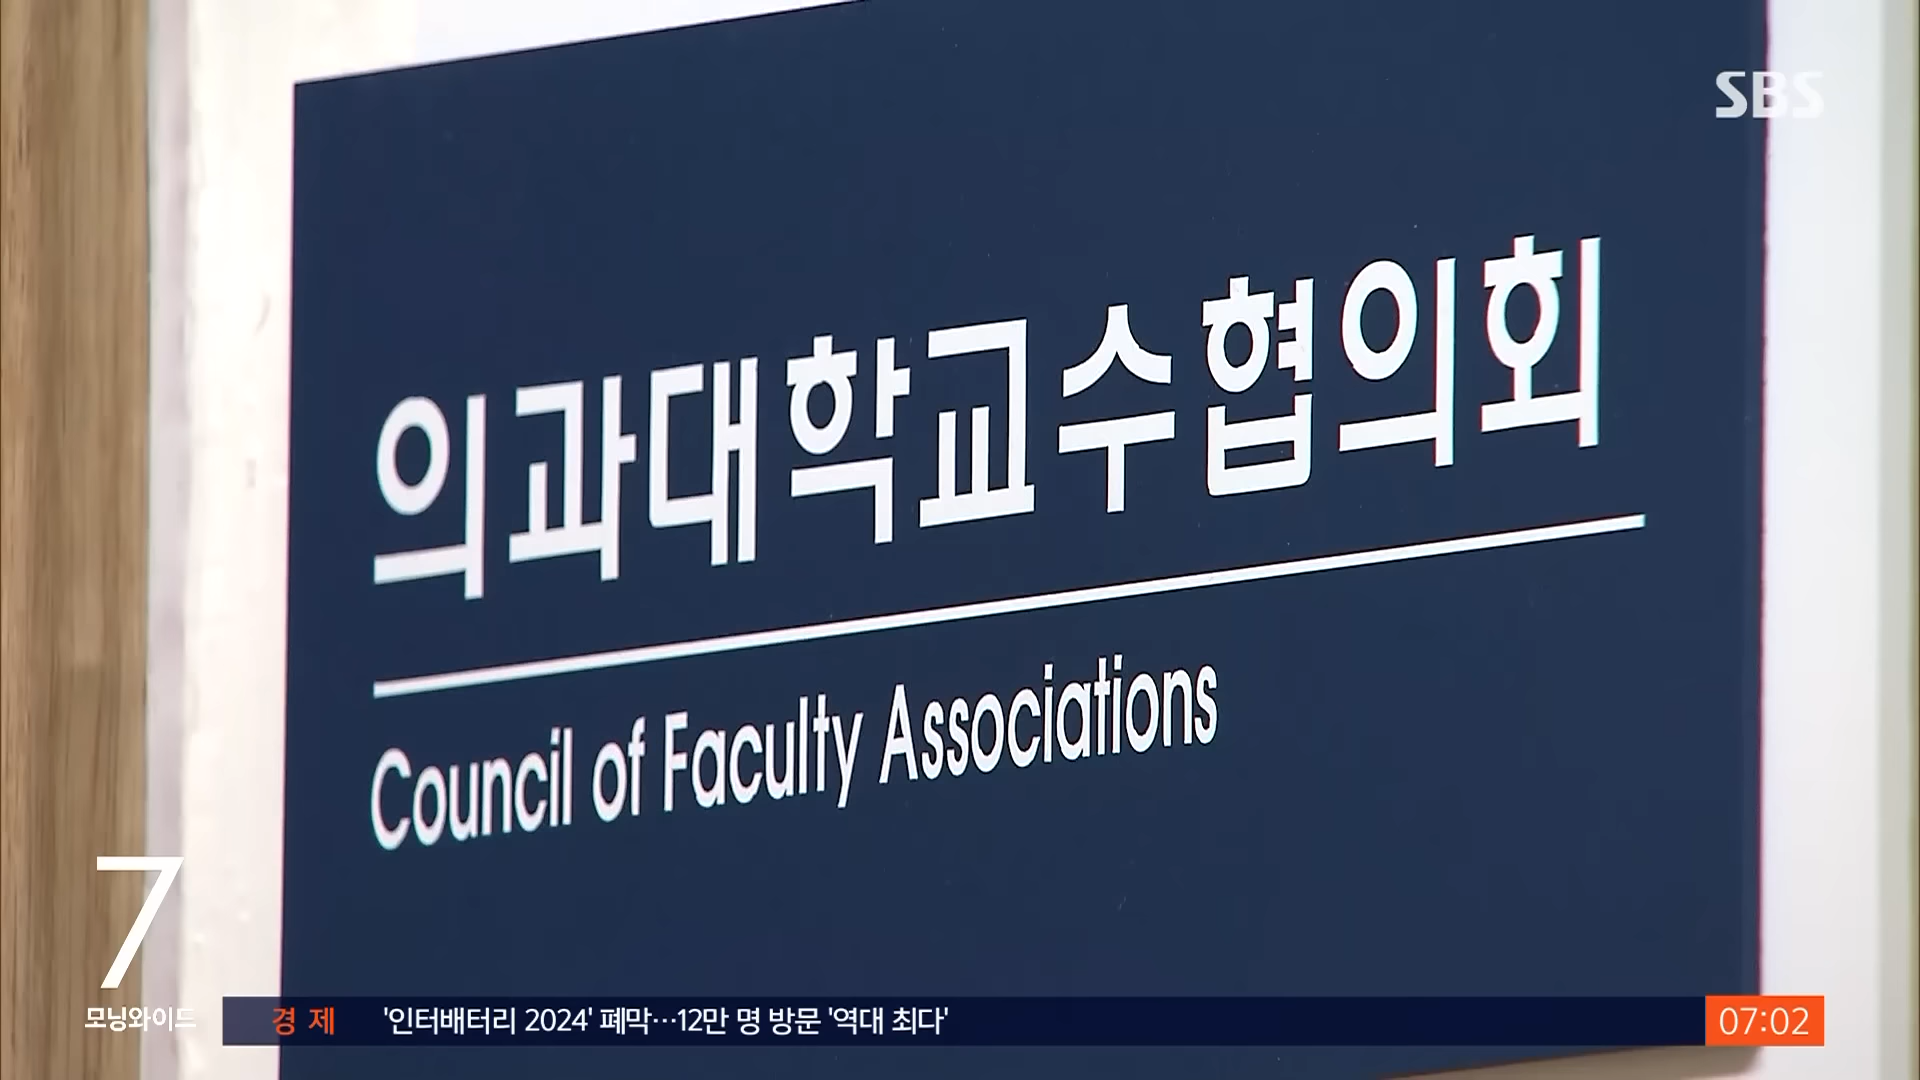 SBS
의과대학교수협의회
Council of Faculty Associations
7
모닝와이드
경제 '인터배터리 2024' 폐막…12만 명 방문 '역대 최다' 07:02